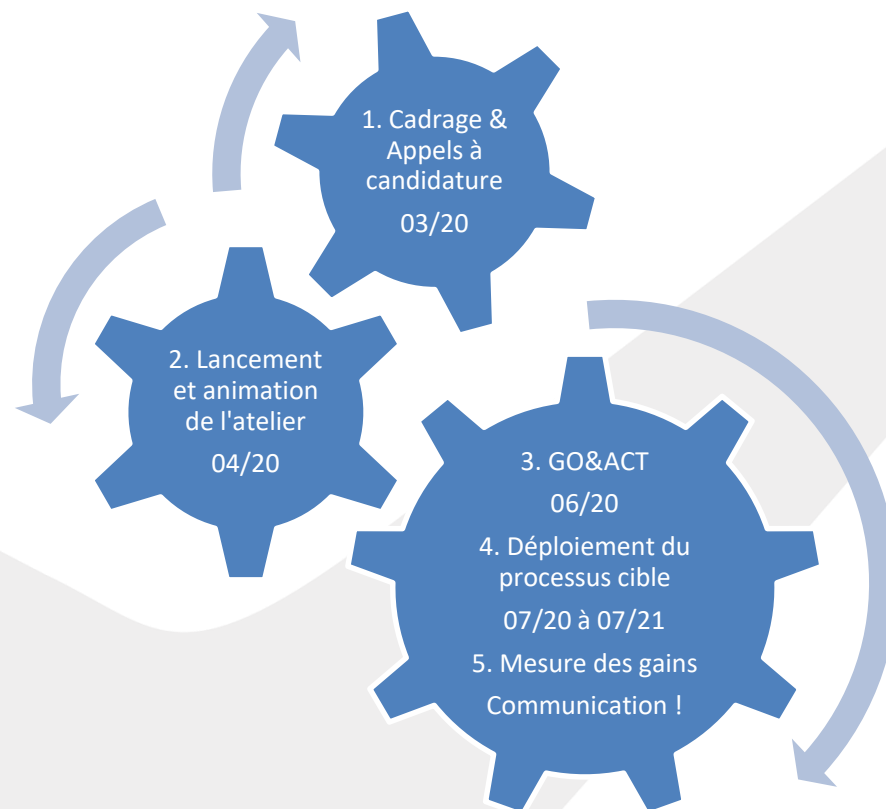 1. Cadrage &
Appels à
candidature
03/20
2. Lancement
et animation
de l'atelier
04/20
3. GO&ACT
06/20
4. Déploiement du
processus cible
07/20 à 07/21
5. Mesure des gains
Communication !